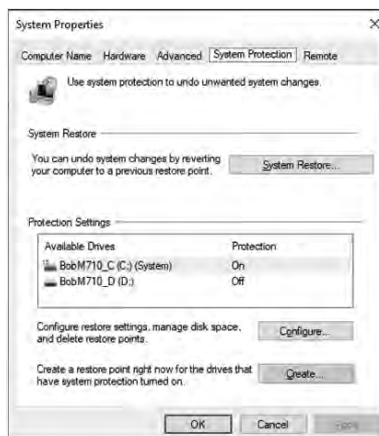 System Properties
Computer Name Hardware Advanced System Protection Remote
Use system protection to undo unwanted system changes.
System Restore
You can undo system changes by reverting
your computer to a previous restore point.
System Restore...
Protection Settings
Available Drives Protection
BobM710_C (C:) (System) On
BobM710_D (D:) Off
Configure restore settings, manage disk space,
and delete restore points.
Configure...
Create a restore point right now for the drives that
have system protection turned on.
Create...
OK Cancel Apply